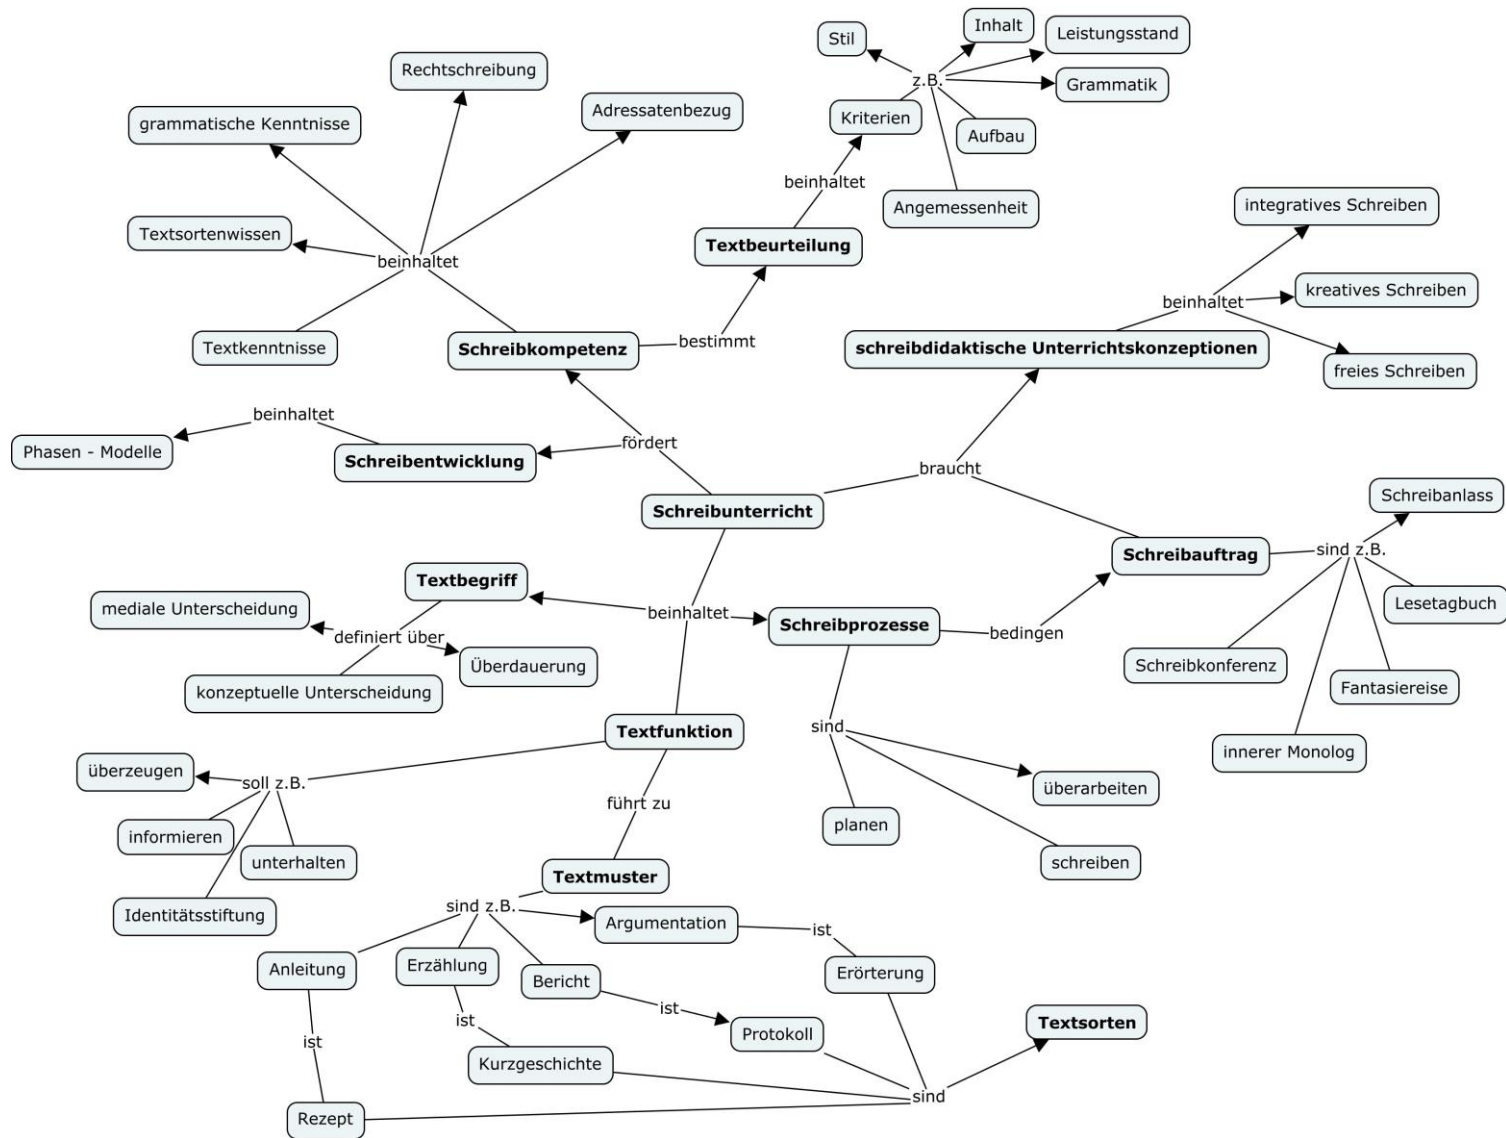 Stil
Inhalt
Leistungsstand
z.B.
Grammatik
Kriterien
Aufbau
Rechtschreibung
Adressatenbezug
grammatische Kenntnisse
beinhaltet
Angemessenheit
integratives Schreiben
Textsortenwissen
Textbeurteilung
beinhaltet
kreatives Schreiben
beinhaltet
Textkenntnisse
Schreibkompetenz
bestimmt
schreibdidaktische Unterrichtskonzeptionen
freies Schreiben
beinhaltet
Phasen - Modelle
Schreibentwicklung
fördert
braucht
Schreibunterricht
Schreibanlass
Schreibauftrag
sind z.B.
Textbegriff
mediale Unterscheidung
beinhaltet
Schreibprozesse
bedingen
Lesetagbuch
definiert über
Überdauerung
Schreibkonferenz
konzeptuelle Unterscheidung
Fantasiereise
Textfunktion
sind
innerer Monolog
überzeugen
soll z.B.
überarbeiten
führt zu
informieren
planen
unterhalten
schreiben
Textmuster
Identitätsstiftung
sind z.B.
Argumentation
ist
Anleitung
Erzählung
Bericht
Erörterung
ist
ist
ist
Protokoll
Textsorten
Kurzgeschichte
sind
Rezept